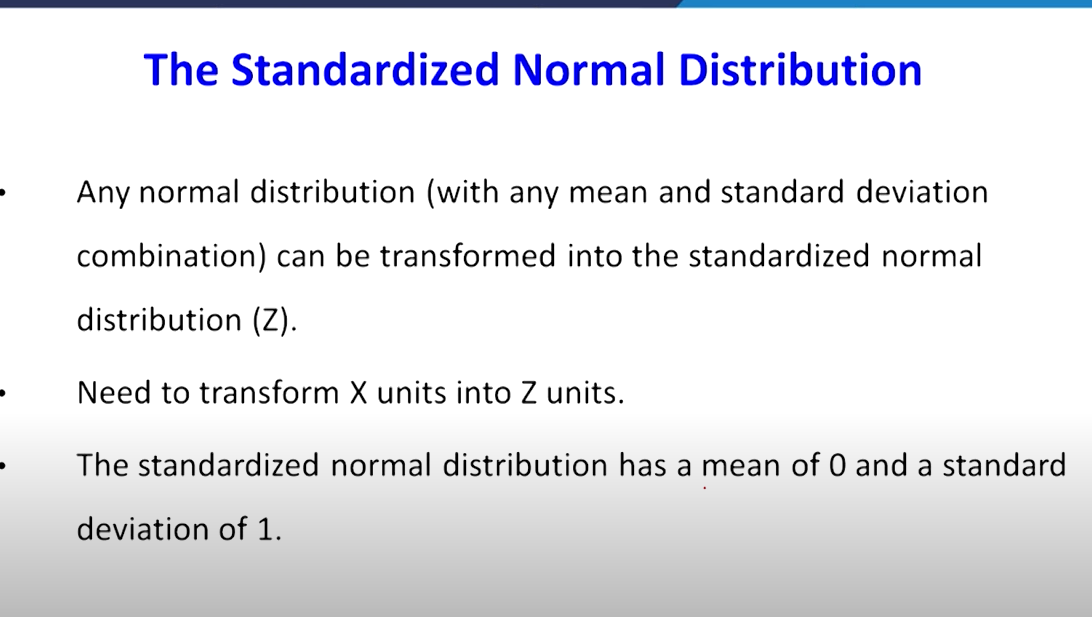 The Standardized Normal Distribution
• Any normal distribution (with any mean and standard deviation
combination) can be transformed into the standardized normal
distribution (Z).
• Need to transform X units into Z units.
• The standardized normal distribution has a mean of 0 and a standard
deviation of 1.